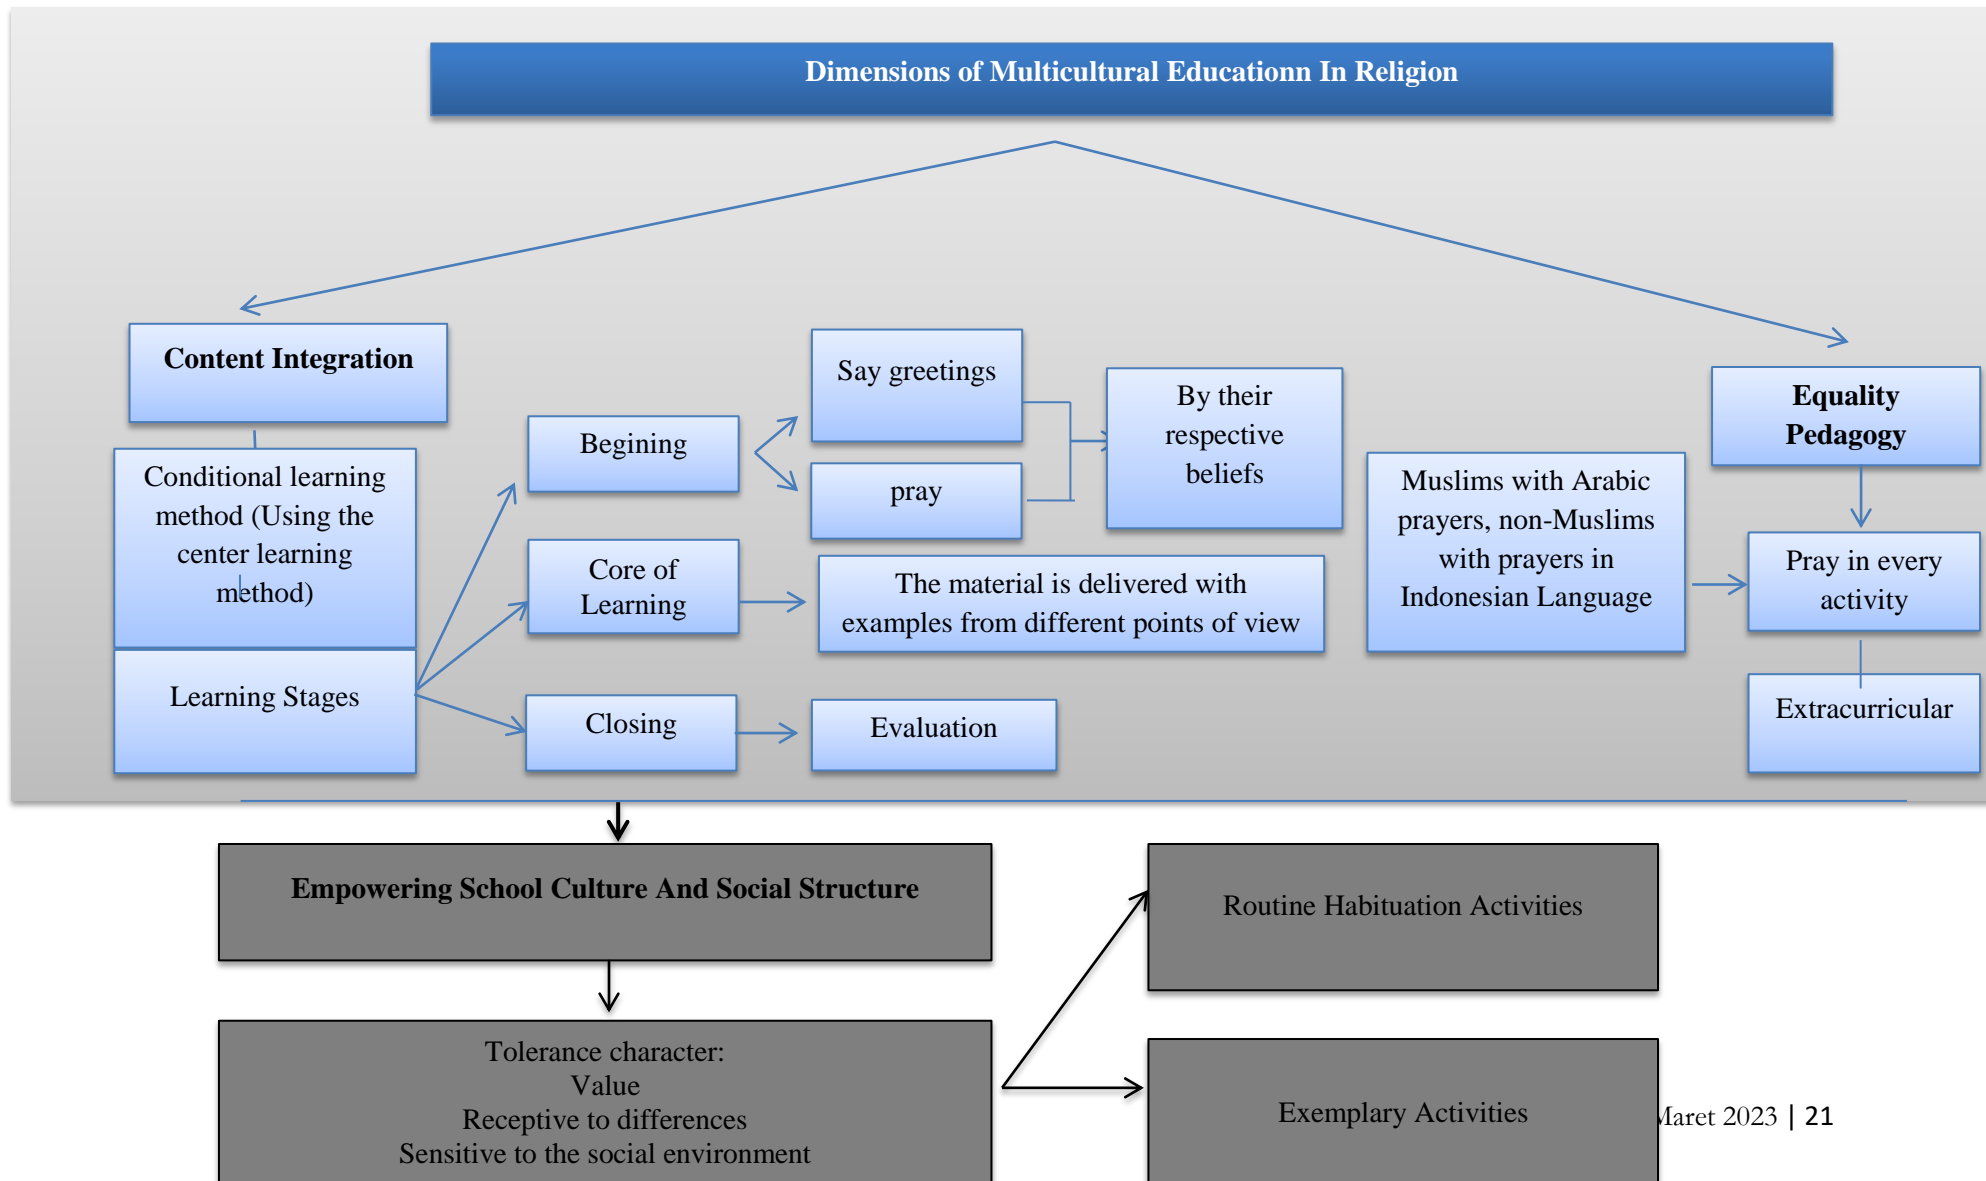 Dimensions of Multicultural Educationn In Religion
Content Integration
Conditional learning
method (Using the
center learning
method)
Learning Stages
Begining
Say greetings
pray
By their
respective
beliefs
Core of
Learning
The material is delivered with
examples from different points of view
Closing
Evaluation
Equality
Pedagogy
Muslims with Arabic
prayers, non-Muslims
with prayers in
Indonesian Language
Pray in every
activity
Extracurricular
Empowering School Culture And Social Structure
Tolerance character:
Value
Receptive to differences
Sensitive to the social environment
Routine Habituation Activities
Exemplary Activities
Maret 2023 | 21